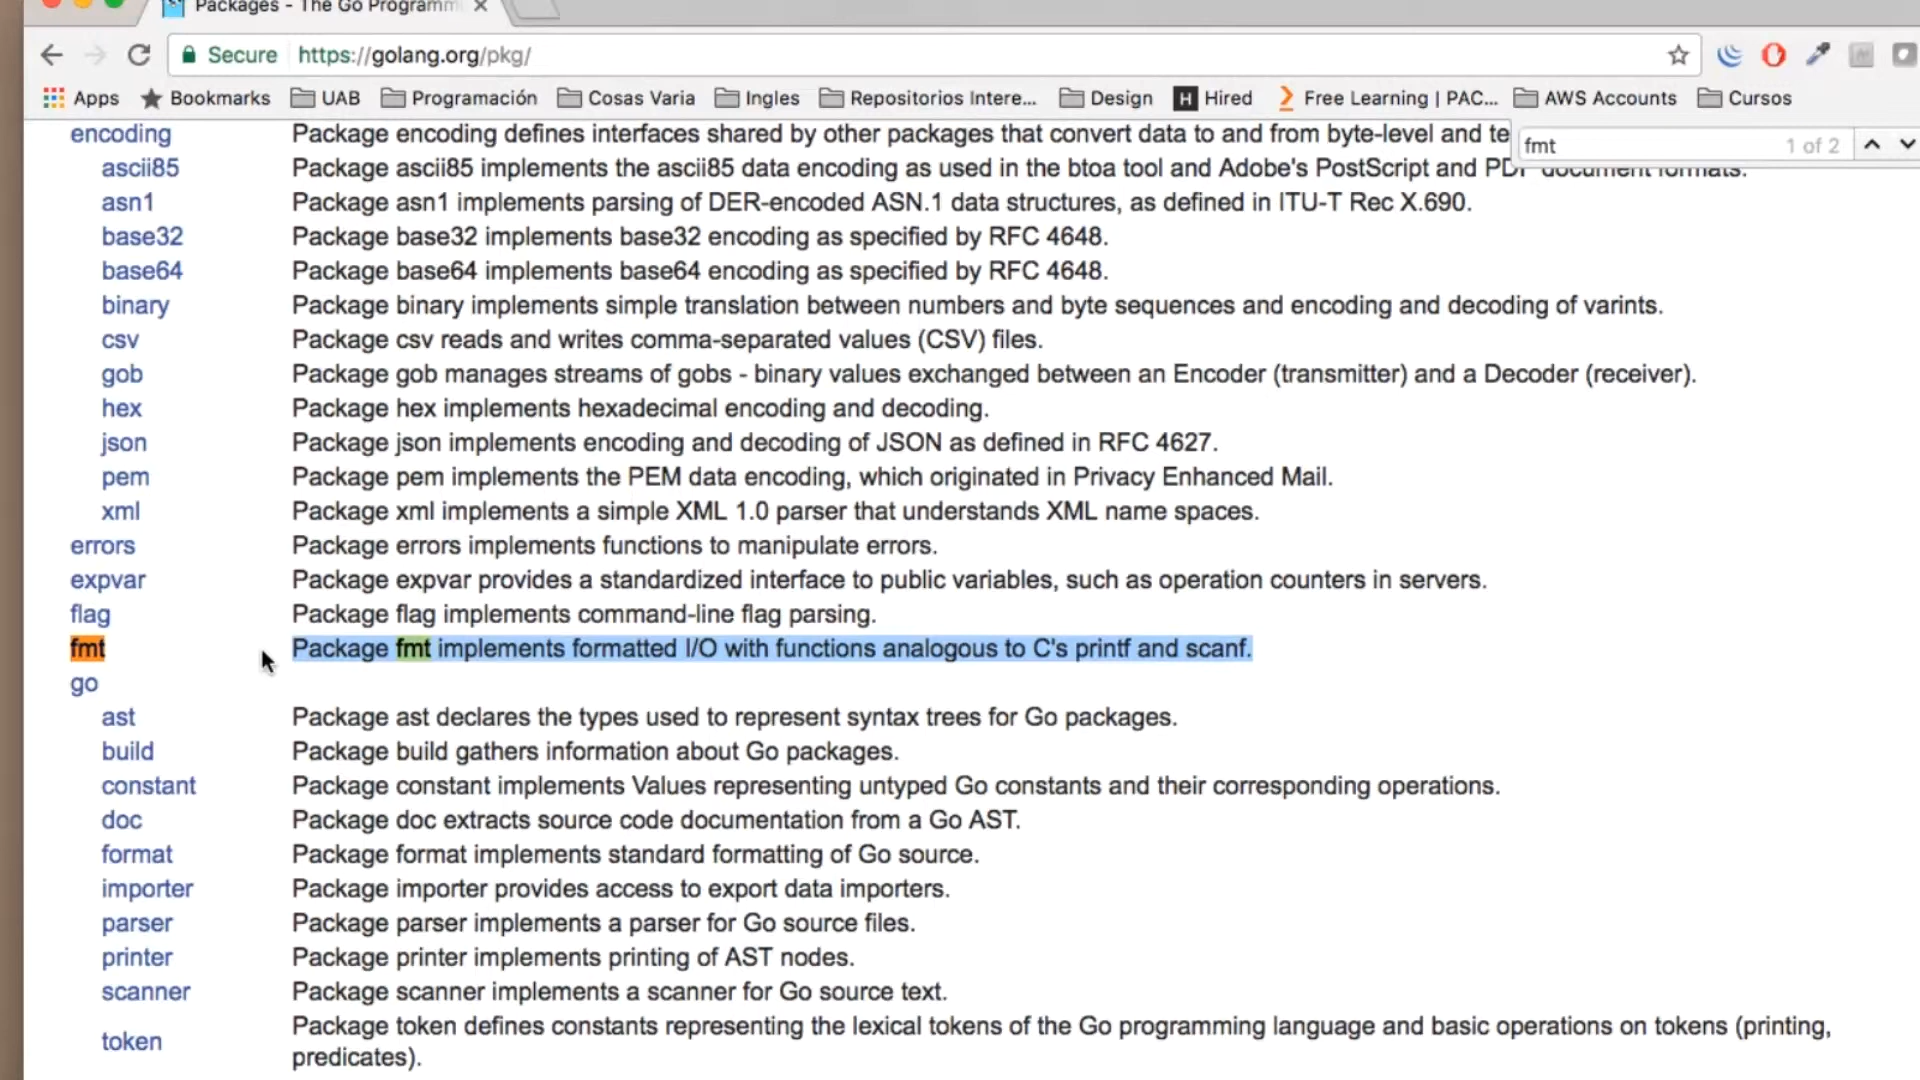 Packages - The Go Programm
Secure https://golang.org/pkg/
Apps Bookmarks UAB Programación Cosas Varia Ingles Repositorios Intere... Design H Hired Free Learning | PAC... AWS Accounts Cursos
fmt 1 of 2
encoding Package encoding defines interfaces shared by other packages that convert data to and from byte-level and te
ascii85 Package ascii85 implements the ascii85 data encoding as used in the btoa tool and Adobe's PostScript and PDF document formats.
asn1 Package asn1 implements parsing of DER-encoded ASN.1 data structures, as defined in ITU-T Rec X.690.
base32 Package base32 implements base32 encoding as specified by RFC 4648.
base64 Package base64 implements base64 encoding as specified by RFC 4648.
binary Package binary implements simple translation between numbers and byte sequences and encoding and decoding of varints.
csv Package csv reads and writes comma-separated values (CSV) files.
gob Package gob manages streams of gobs - binary values exchanged between an Encoder (transmitter) and a Decoder (receiver).
hex Package hex implements hexadecimal encoding and decoding.
json Package json implements encoding and decoding of JSON as defined in RFC 4627.
pem Package pem implements the PEM data encoding, which originated in Privacy Enhanced Mail.
xml Package xml implements a simple XML 1.0 parser that understands XML name spaces.
errors Package errors implements functions to manipulate errors.
expvar Package expvar provides a standardized interface to public variables, such as operation counters in servers.
flag Package flag implements command-line flag parsing.
fmt Package fmt implements formatted I/O with functions analogous to C's printf and scanf.
go
ast Package ast declares the types used to represent syntax trees for Go packages.
build Package build gathers information about Go packages.
constant Package constant implements Values representing untyped Go constants and their corresponding operations.
doc Package doc extracts source code documentation from a Go AST.
format Package format implements standard formatting of Go source.
importer Package importer provides access to export data importers.
parser Package parser implements a parser for Go source files.
printer Package printer implements printing of AST nodes.
scanner Package scanner implements a scanner for Go source text.
token Package token defines constants representing the lexical tokens of the Go programming language and basic operations on tokens (printing,
predicates).